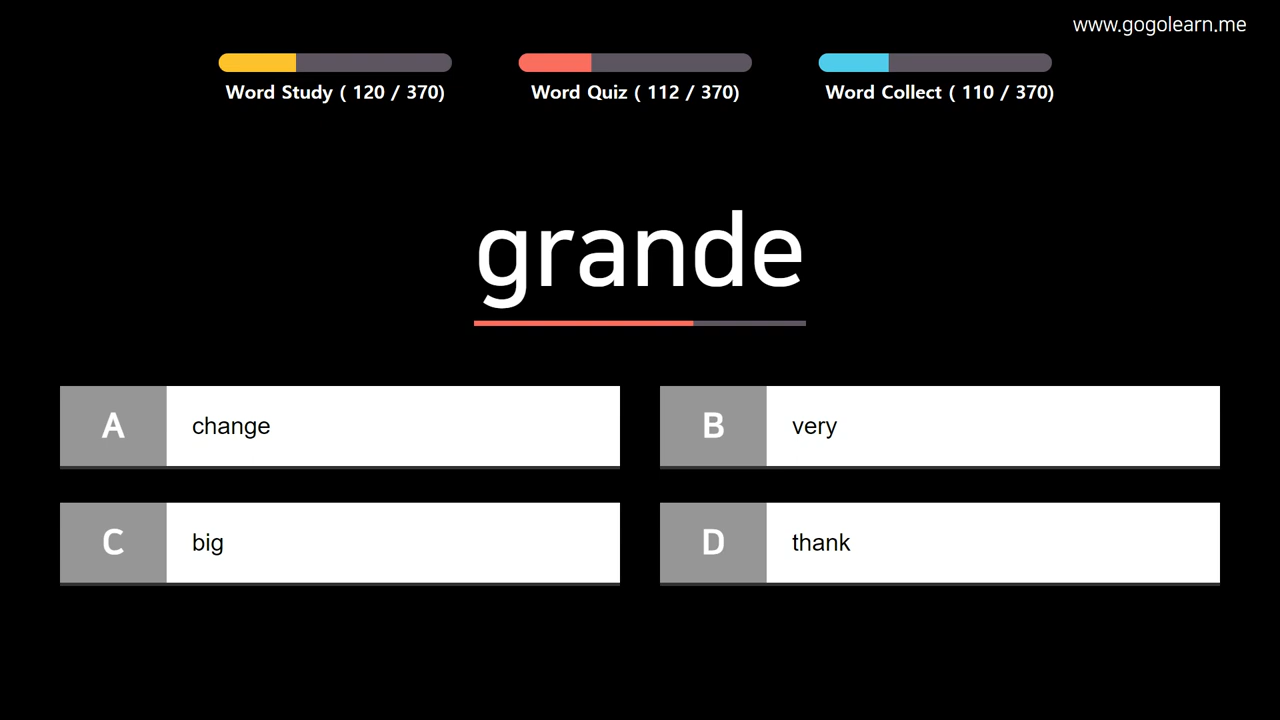 www.gogolearn.me
Word Study ( 120 / 370)
Word Quiz ( 112 / 370)
Word Collect ( 110 / 370)
grande
A change
B very
C big
D thank